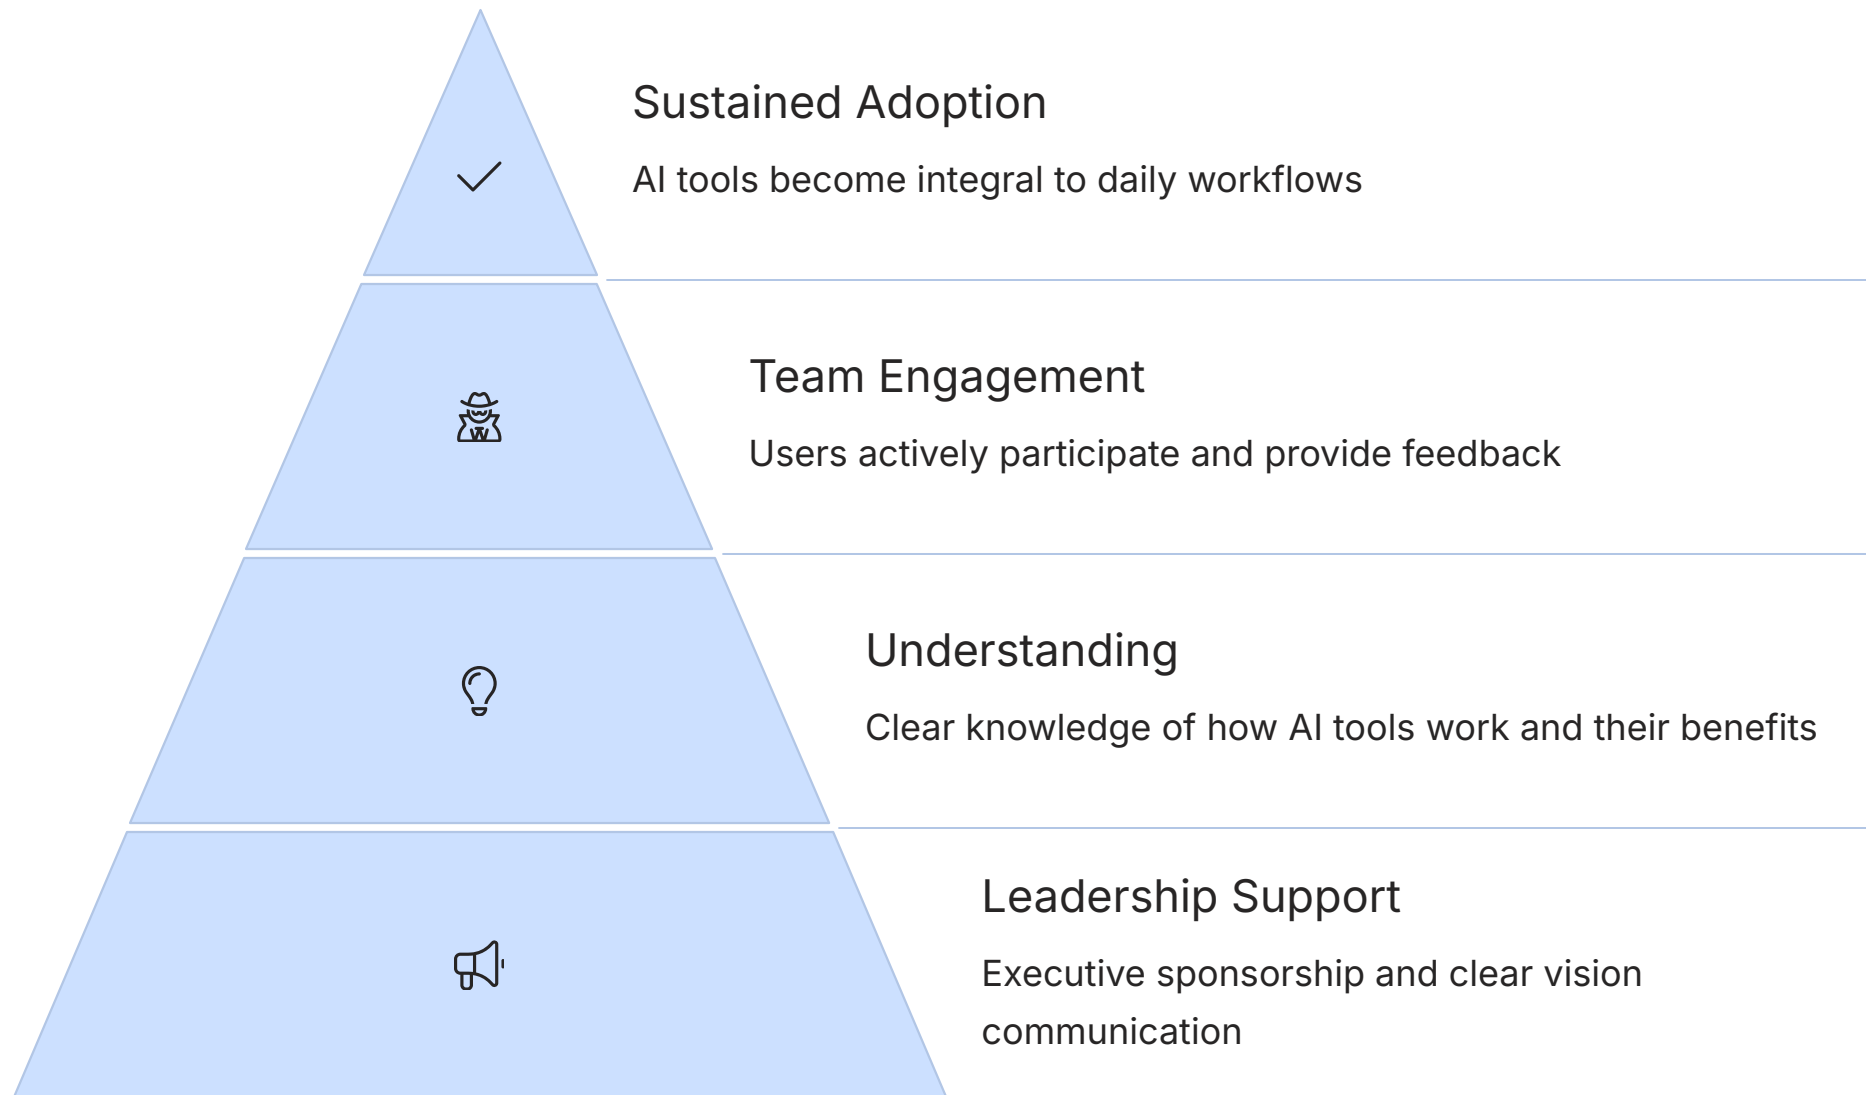 Sustained Adoption
AI tools become integral to daily workflows
Team Engagement
Users actively participate and provide feedback
Understanding
Clear knowledge of how AI tools work and their benefits
Leadership Support
Executive sponsorship and clear vision
communication